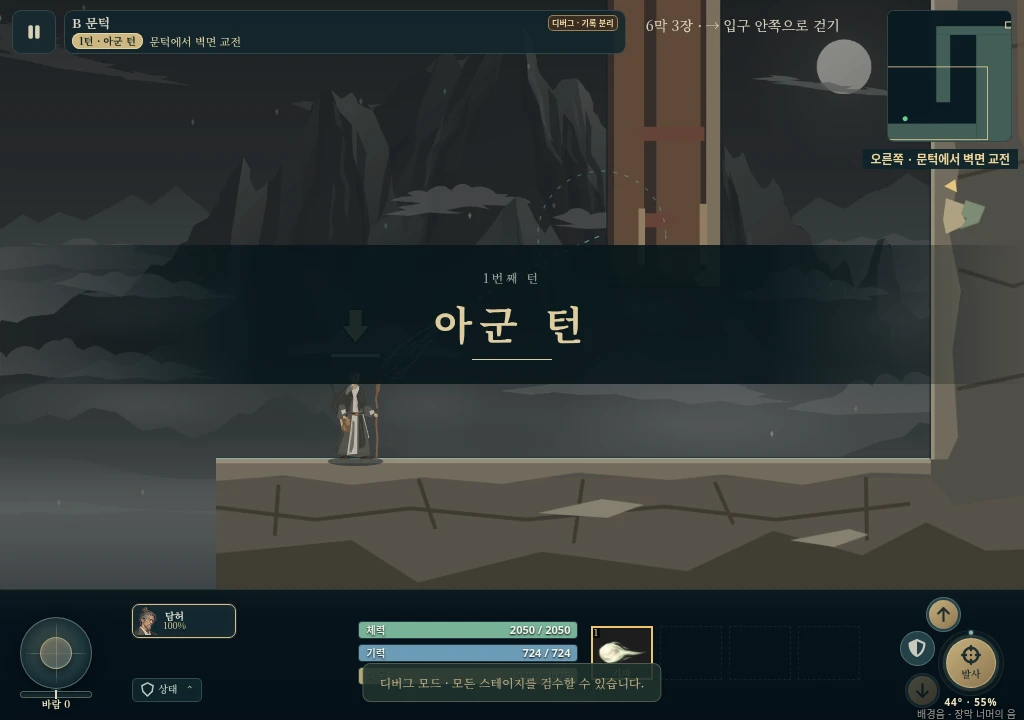 B 문턱
디버그 · 기록 분리
1턴 · 아군 턴 문턱에서 벽면 교전
6막 3장 · → 입구 안쪽으로 걷기
오른쪽 · 문턱에서 벽면 교전
1번째 턴
아군 턴
담허
100%
체력 2050 / 2050
기력 724 / 724
1
디버그 모드 · 모든 스테이지를 검수할 수 있습니다.
상태
바람 0
발사
44° · 55%
배경음 - 장막 너머의 음